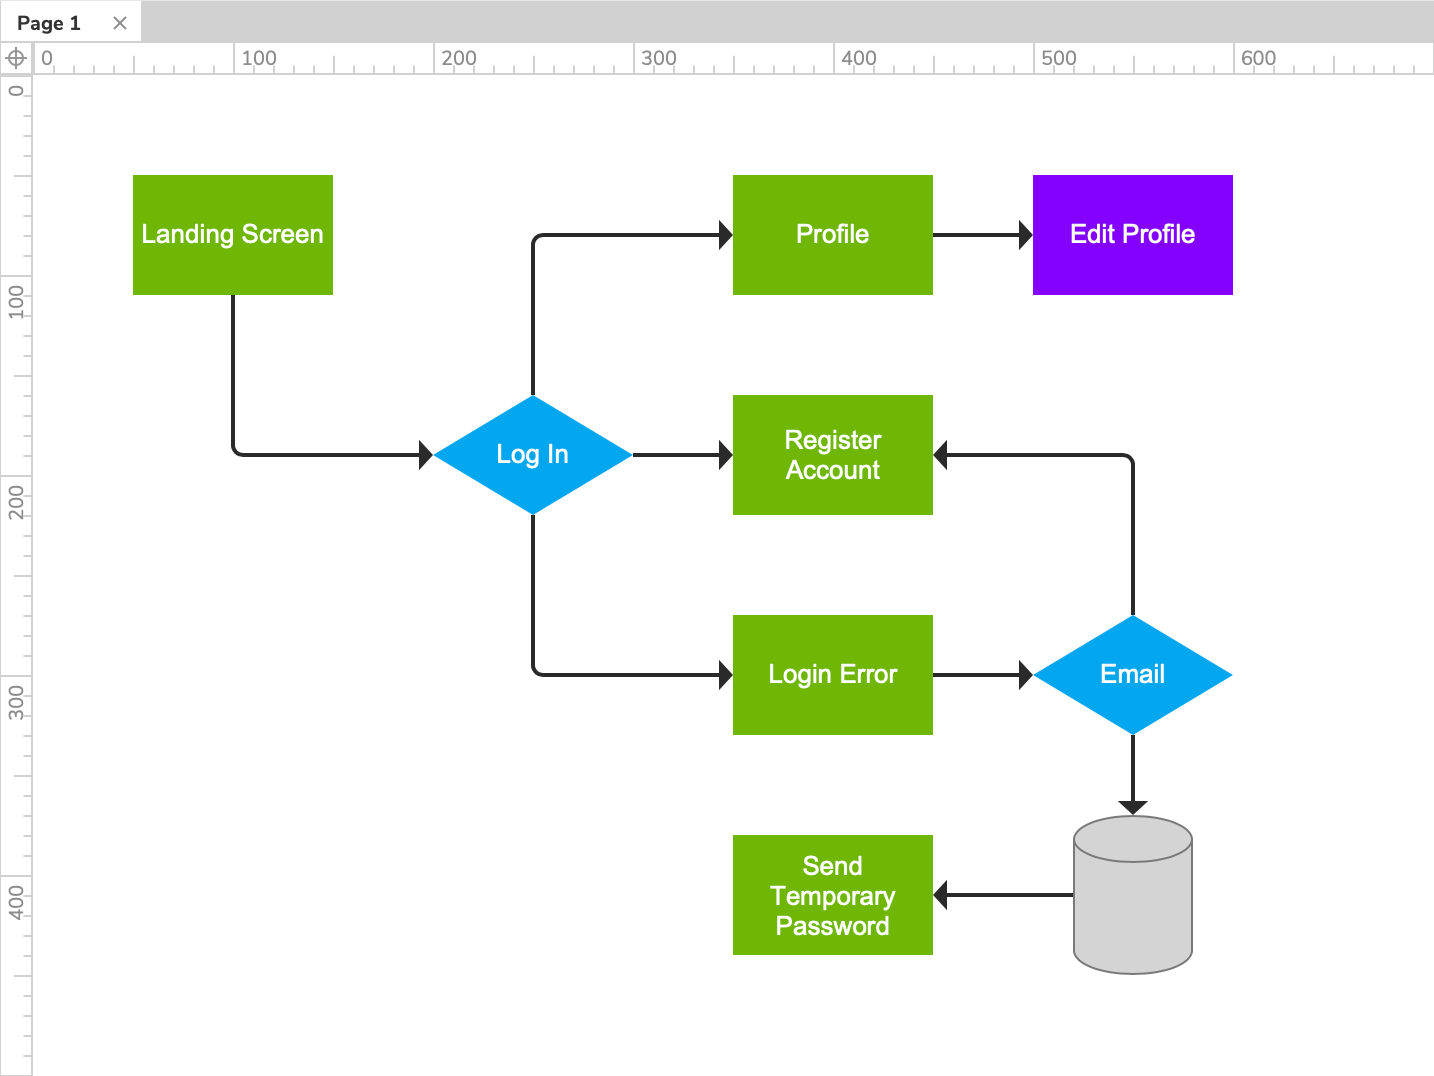 Page 1
0 100 200 300 400 500 600
0
100
200
300
400
Landing Screen
Profile
Edit Profile
Log In
Register
Account
Login Error
Email
Send
Temporary
Password